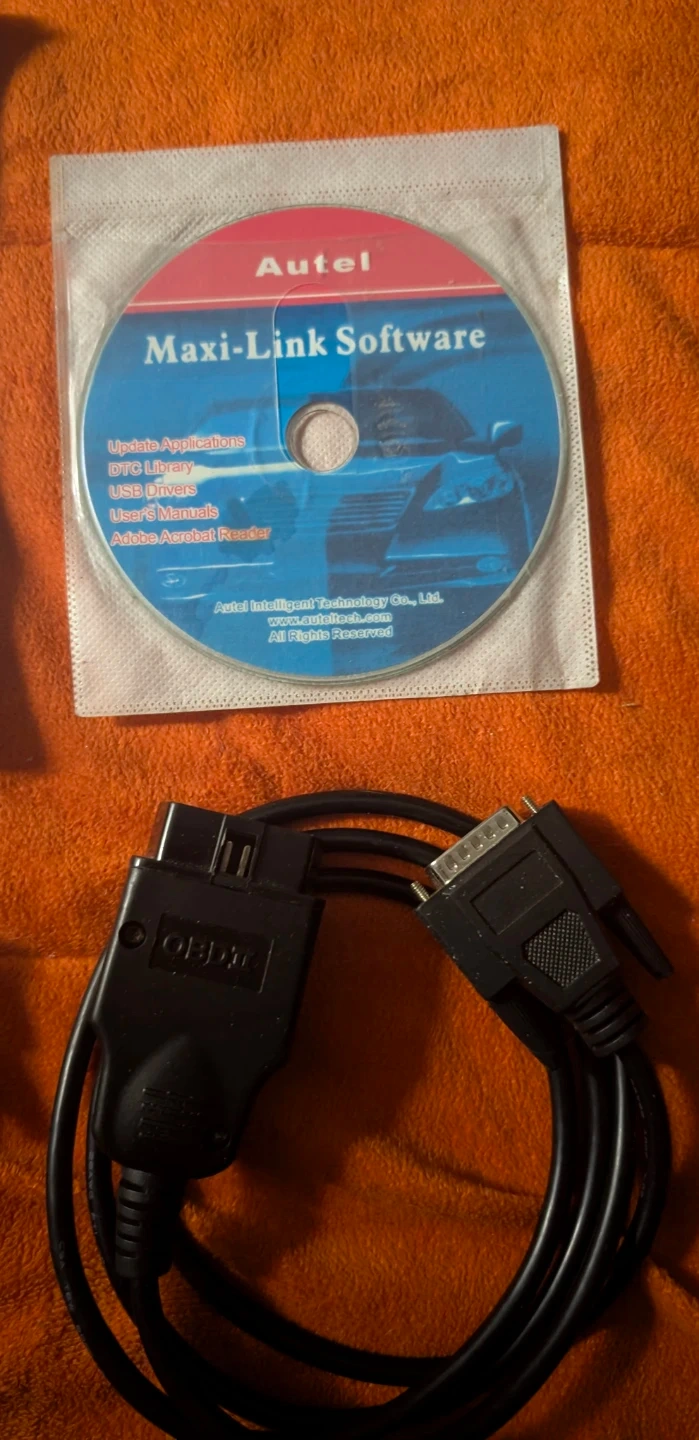 Autel
Maxi-Link Software
Update Applications
DTC Library
USB Drivers
User's Manuals
Adobe Acrobat Reader
Autel Intelligent Technology Co., Ltd.
www.auteltech.com
All Rights Reserved
OBDII